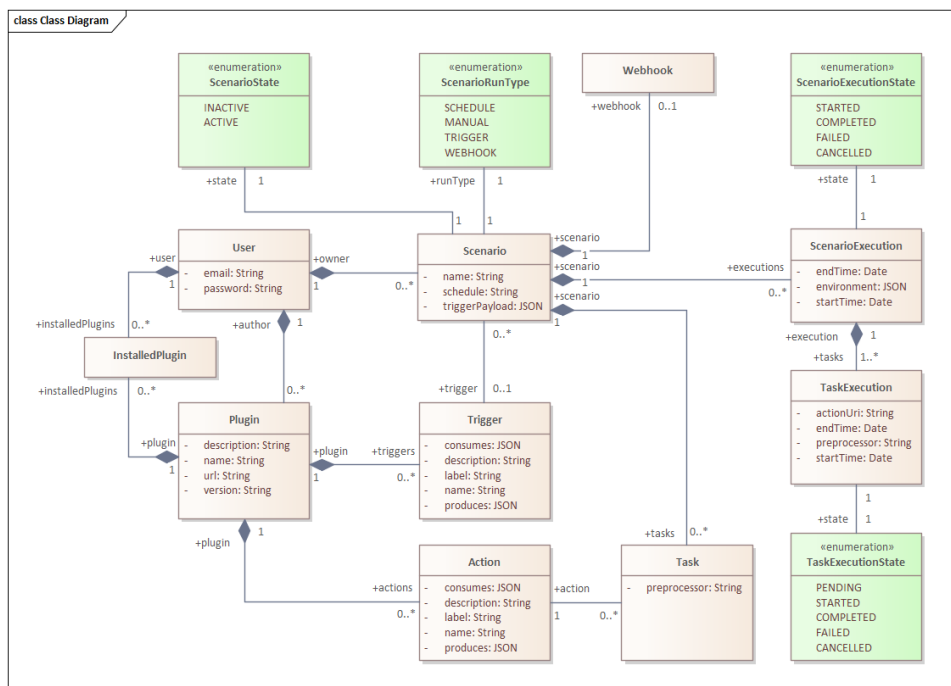 class Class Diagram
«enumeration»
ScenarioState
INACTIVE
ACTIVE
«enumeration»
ScenarioRunType
SCHEDULE
MANUAL
TRIGGER
WEBHOOK
Webhook
«enumeration»
ScenarioExecutionState
STARTED
COMPLETED
FAILED
CANCELLED
+webhook 0..1
+state 1
+runType 1
+state 1
1
1
1
User
- email: String
- password: String
+owner
1
0..*
Scenario
- name: String
- schedule: String
- triggerPayload: JSON
+scenario
1
+scenario
1
+scenario
1
+executions
0..*
ScenarioExecution
- endTime: Date
- environment: JSON
- startTime: Date
+user
1
+installedPlugins 0..*
InstalledPlugin
+installedPlugins 0..*
+author 1
0..*
0..*
+trigger 0..1
+execution 1
+tasks 1..*
TaskExecution
- actionUri: String
- endTime: Date
- preprocessor: String
- startTime: Date
+plugin
1
Plugin
- description: String
- name: String
- url: String
- version: String
+plugin
1
+triggers
0..*
Trigger
- consumes: JSON
- description: String
- label: String
- name: String
- produces: JSON
1
+state 1
+plugin 1
+actions
0..*
Action
- consumes: JSON
- description: String
- label: String
- name: String
- produces: JSON
+action
1
0..*
+tasks 0..*
Task
- preprocessor: String
«enumeration»
TaskExecutionState
PENDING
STARTED
COMPLETED
FAILED
CANCELLED